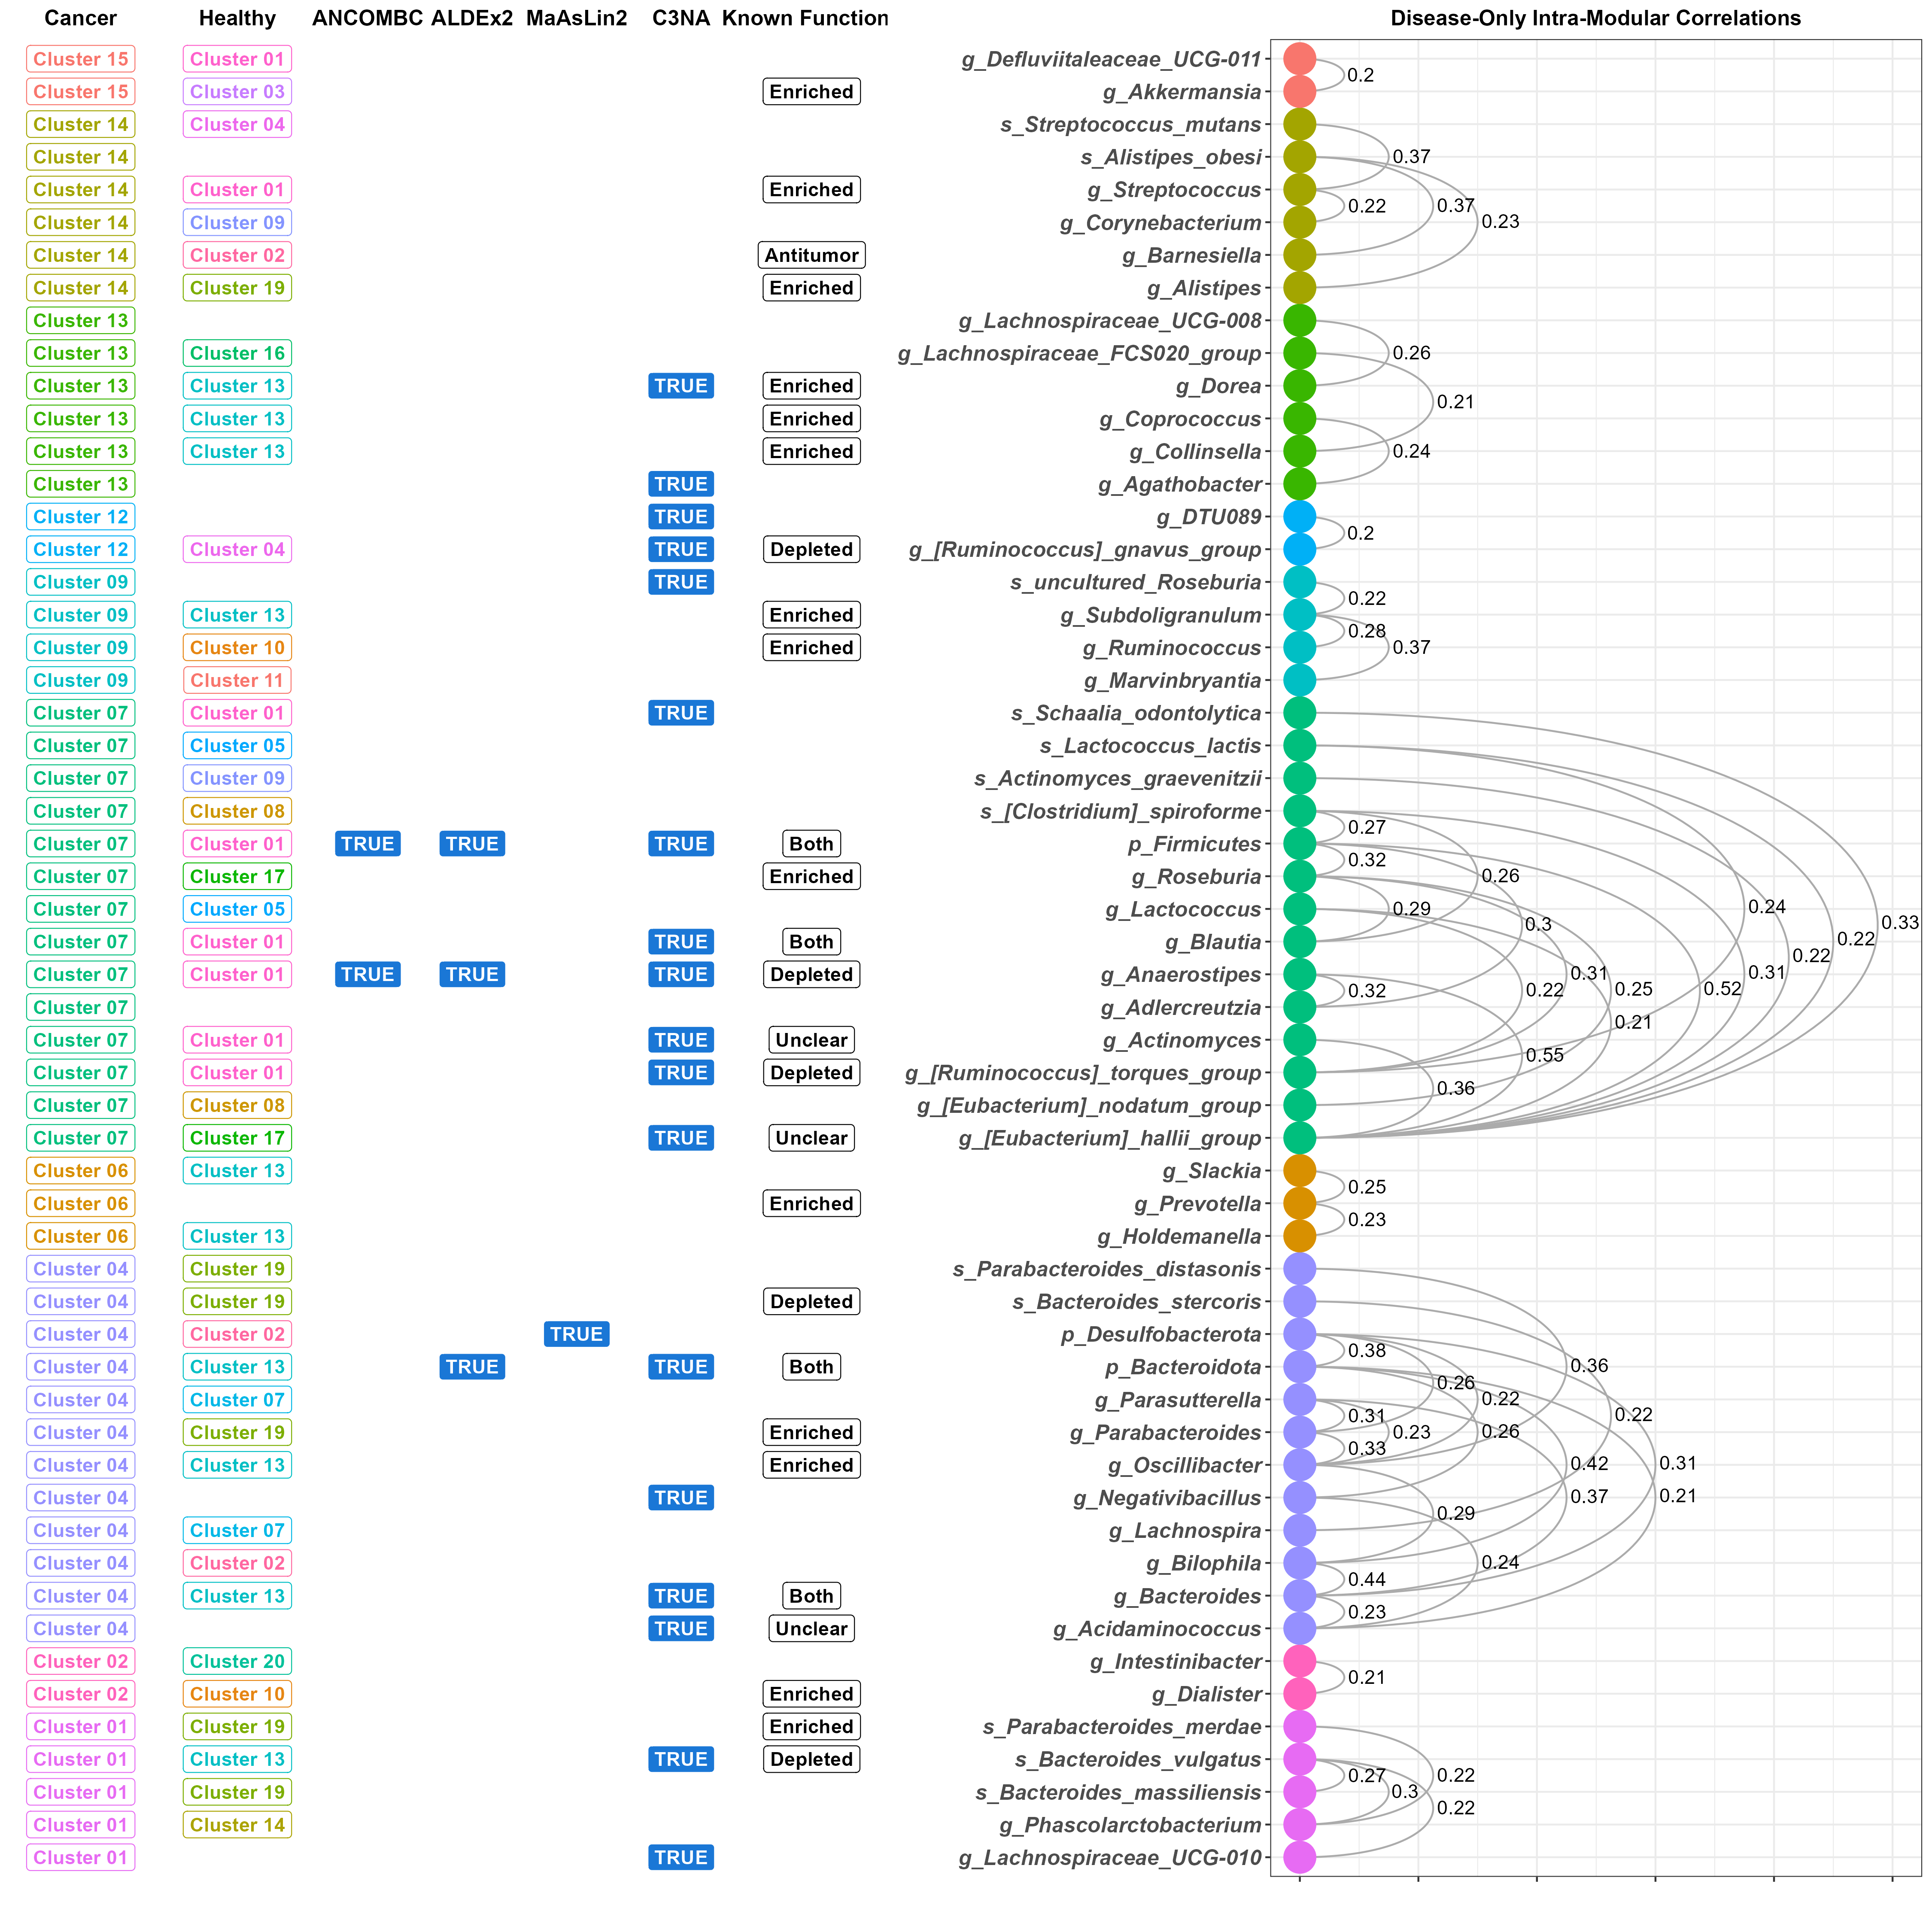 Cancer Healthy ANCOMBC ALDEx2 MaAsLin2 C3NA Known Function Disease-Only Intra-Modular Correlations
Cluster 15 Cluster 01 g_Defluviitaleaceae_UCG-011
0.2
Cluster 15 Cluster 03 Enriched g_Akkermansia
Cluster 14 Cluster 04 s_Streptococcus_mutans
Cluster 14 s_Alistipes_obesi 0.37
Cluster 14 Cluster 01 Enriched g_Streptococcus
0.22 0.37
Cluster 14 Cluster 09 g_Corynebacterium 0.23
Cluster 14 Cluster 02 Antitumor g_Barnesiella
Cluster 14 Cluster 19 Enriched g_Alistipes
Cluster 13 g_Lachnospiraceae_UCG-008
Cluster 13 Cluster 16 g_Lachnospiraceae_FCS020_group 0.26
Cluster 13 Cluster 13 TRUE Enriched g_Dorea
0.21
Cluster 13 Cluster 13 Enriched g_Coprococcus
Cluster 13 Cluster 13 Enriched g_Collinsella 0.24
Cluster 13 TRUE g_Agathobacter
Cluster 12 TRUE g_DTU089
0.2
Cluster 12 Cluster 04 TRUE Depleted g_[Ruminococcus]_gnavus_group
Cluster 09 TRUE s_uncultured_Roseburia
0.22
Cluster 09 Cluster 13 Enriched g_Subdoligranulum
0.28
Cluster 09 Cluster 10 Enriched g_Ruminococcus 0.37
Cluster 09 Cluster 11 g_Marvinbryantia
Cluster 07 Cluster 01 TRUE s_Schaalia_odontolytica
Cluster 07 Cluster 05 s_Lactococcus_lactis
Cluster 07 Cluster 09 s_Actinomyces_graevenitzii
Cluster 07 Cluster 08 s_[Clostridium]_spiroforme
0.27
Cluster 07 Cluster 01 TRUE TRUE TRUE Both p_Firmicutes
0.32
Cluster 07 Cluster 17 Enriched g_Roseburia 0.26
Cluster 07 Cluster 05 g_Lactococcus 0.29 0.24
0.3 0.33
Cluster 07 Cluster 01 TRUE Both g_Blautia 0.22
0.22
Cluster 07 Cluster 01 TRUE TRUE TRUE Depleted g_Anaerostipes 0.31 0.31
0.32 0.22 0.25 0.52
Cluster 07 g_Adlercreutzia
0.21
Cluster 07 Cluster 01 TRUE Unclear g_Actinomyces
0.55
Cluster 07 Cluster 01 TRUE Depleted g_[Ruminococcus]_torques_group
0.36
Cluster 07 Cluster 08 g_[Eubacterium]_nodatum_group
Cluster 07 Cluster 17 TRUE Unclear g_[Eubacterium]_hallii_group
Cluster 06 Cluster 13 g_Slackia
0.25
Cluster 06 Enriched g_Prevotella
0.23
Cluster 06 Cluster 13 g_Holdemanella
Cluster 04 Cluster 19 s_Parabacteroides_distasonis
Cluster 04 Cluster 19 Depleted s_Bacteroides_stercoris
Cluster 04 Cluster 02 TRUE p_Desulfobacterota
0.38
Cluster 04 Cluster 13 TRUE TRUE Both p_Bacteroidota 0.36
0.26
Cluster 04 Cluster 07 g_Parasutterella 0.22
0.31 0.22
Cluster 04 Cluster 19 Enriched g_Parabacteroides 0.23 0.26
0.33
Cluster 04 Cluster 13 Enriched g_Oscillibacter 0.42 0.31
Cluster 04 TRUE g_Negativibacillus 0.37 0.21
0.29
Cluster 04 Cluster 07 g_Lachnospira
Cluster 04 Cluster 02 g_Bilophila 0.24
0.44
Cluster 04 Cluster 13 TRUE Both g_Bacteroides
0.23
Cluster 04 TRUE Unclear g_Acidaminococcus
Cluster 02 Cluster 20 g_Intestinibacter
0.21
Cluster 02 Cluster 10 Enriched g_Dialister
Cluster 01 Cluster 19 Enriched s_Parabacteroides_merdae
Cluster 01 Cluster 13 TRUE Depleted s_Bacteroides_vulgatus
0.27 0.22
Cluster 01 Cluster 19 s_Bacteroides_massiliensis 0.3
0.22
Cluster 01 Cluster 14 g_Phascolarctobacterium
Cluster 01 TRUE g_Lachnospiraceae_UCG-010